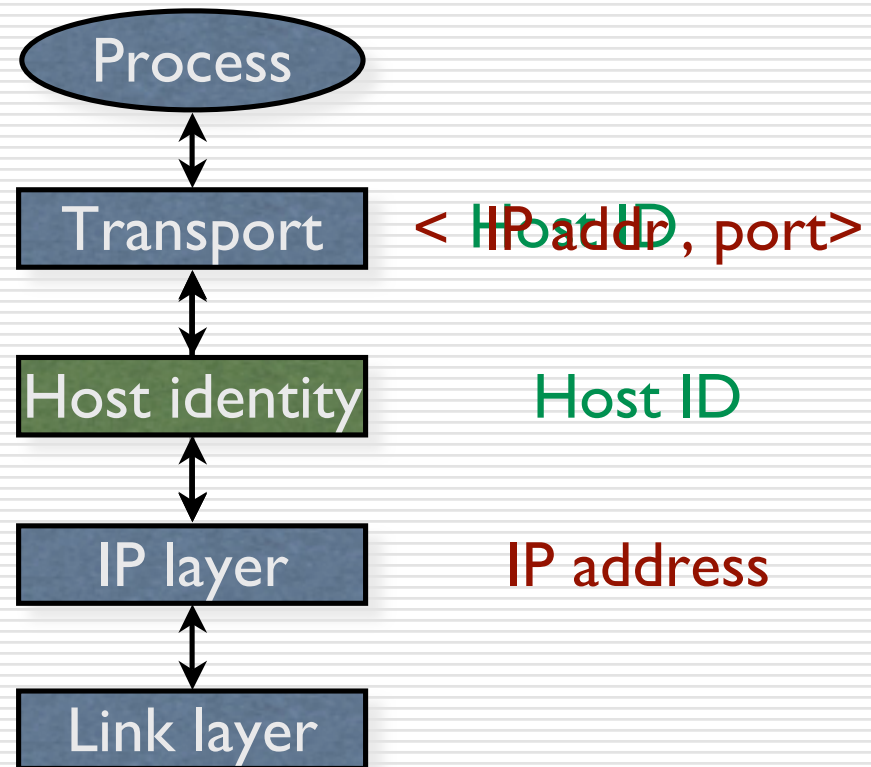 Process
Transport
< Host ID , port>
IP addr
Host identity
Host ID
IP layer
IP address
Link layer